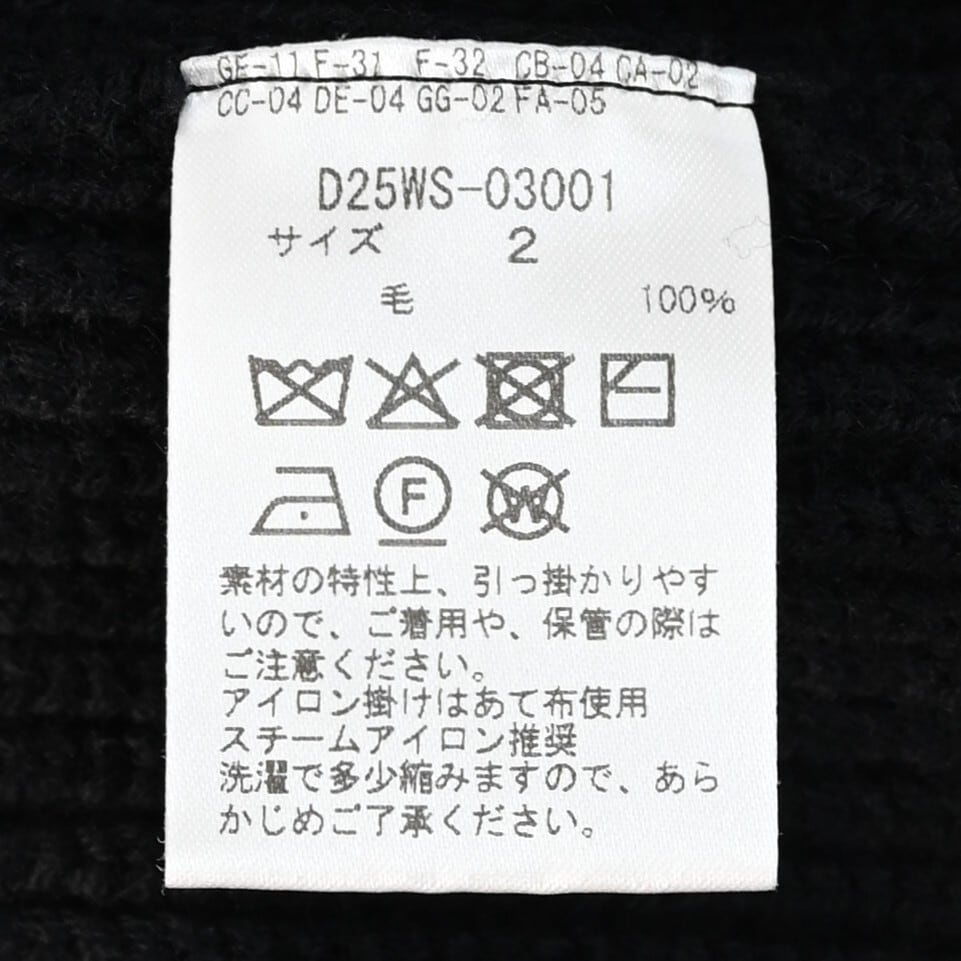 GE-11 F-31 F-32 CB-04 CA-02
CC-04 DE-04 GG-02 FA-05
D25WS-03001
サイズ 2
毛 100%
F W
素材の特性上、引っ掛かりやす
いので、ご着用や、保管の際は
ご注意ください。
アイロン掛けはあて布使用
スチームアイロン推奨
洗濯で多少縮みますので、あら
かじめご了承ください。